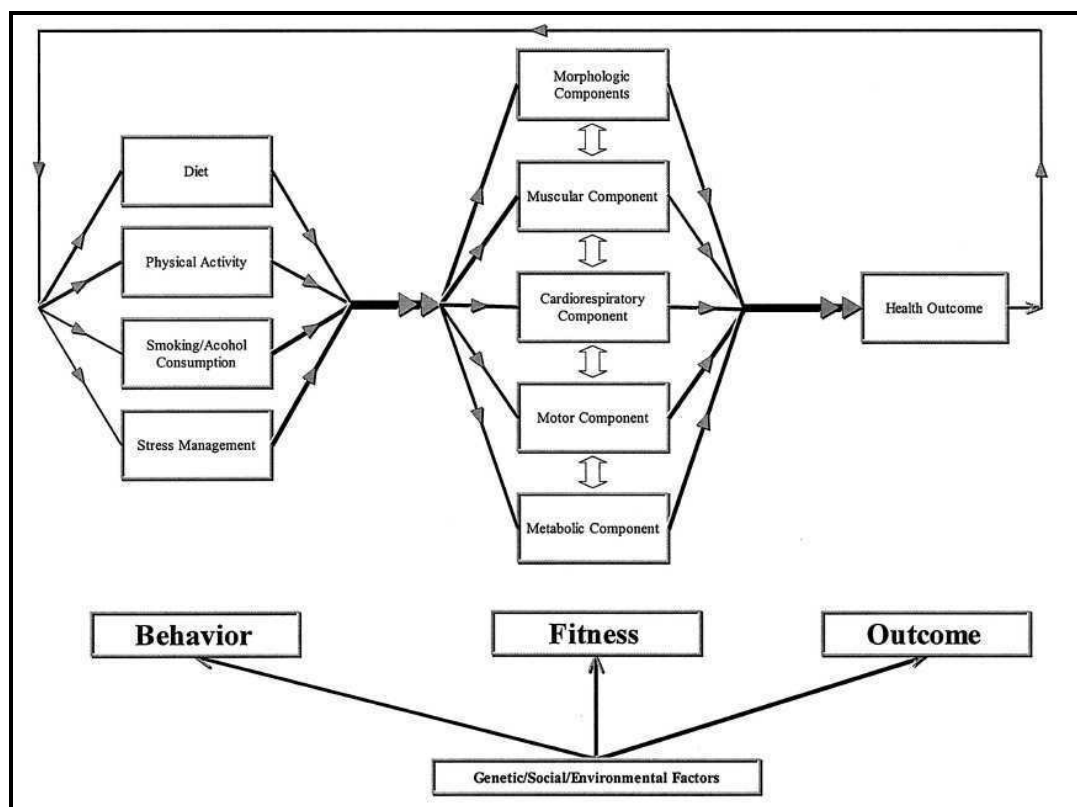 Morphologic
Components
Diet
Muscular Component
Physical Activity
Cardiorespiratory
Component
Health Outcome
Smoking/Acohol
Consumption
Motor Component
Stress Management
Metabolic Component
Behavior
Fitness
Outcome
Genetic/Social/Environmental Factors